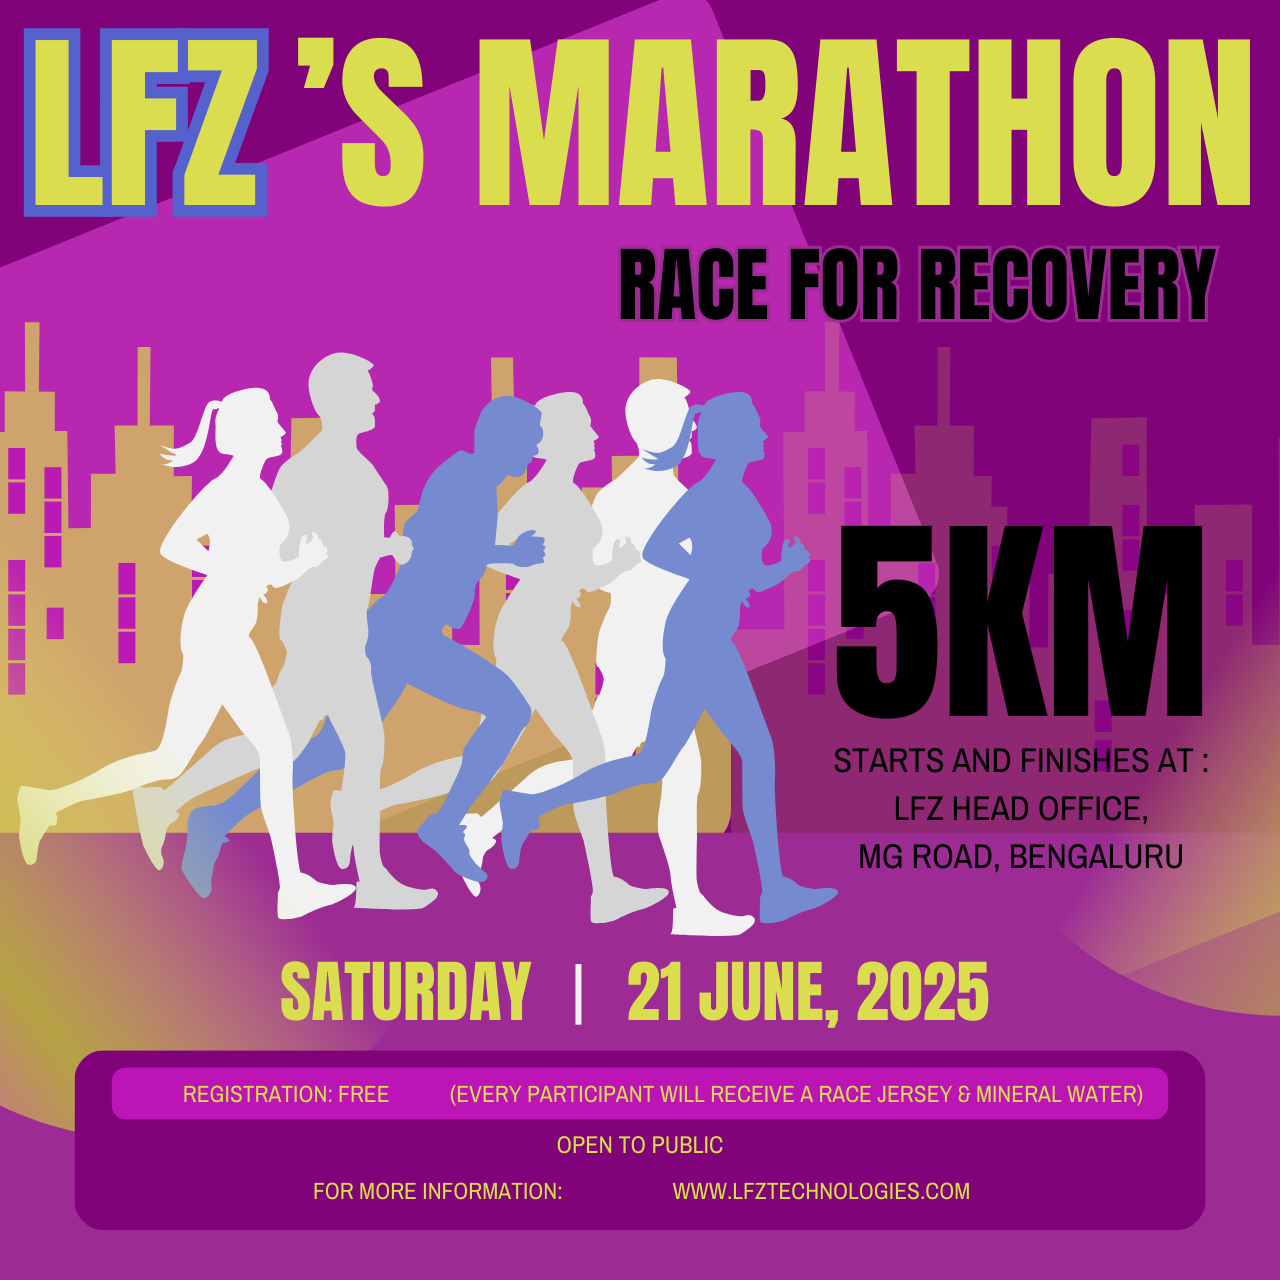 LFZ'S MARATHON
RACE FOR RECOVERY
5KM
STARTS AND FINISHES AT :
LFZ HEAD OFFICE,
MG ROAD, BENGALURU
SATURDAY | 21 JUNE, 2025
REGISTRATION: FREE (EVERY PARTICIPANT WILL RECEIVE A RACE JERSEY & MINERAL WATER)
OPEN TO PUBLIC
FOR MORE INFORMATION: WWW.LFZTECHNOLOGIES.COM